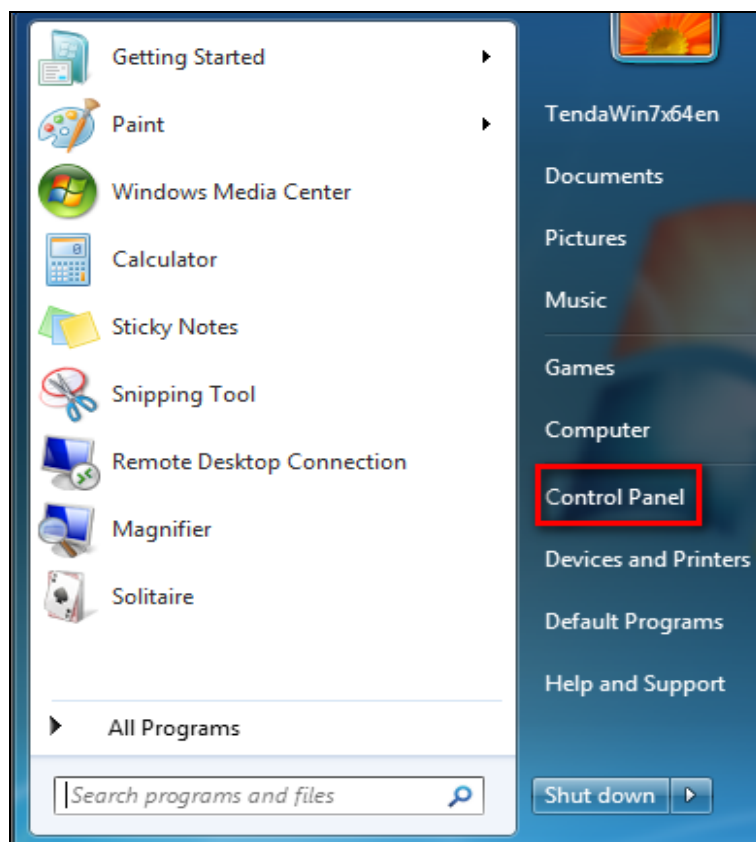 Getting Started
Paint
Windows Media Center
Calculator
Sticky Notes
Snipping Tool
Remote Desktop Connection
Magnifier
Solitaire
All Programs
Search programs and files
TendaWin7x64en
Documents
Pictures
Music
Games
Computer
Control Panel
Devices and Printers
Default Programs
Help and Support
Shut down